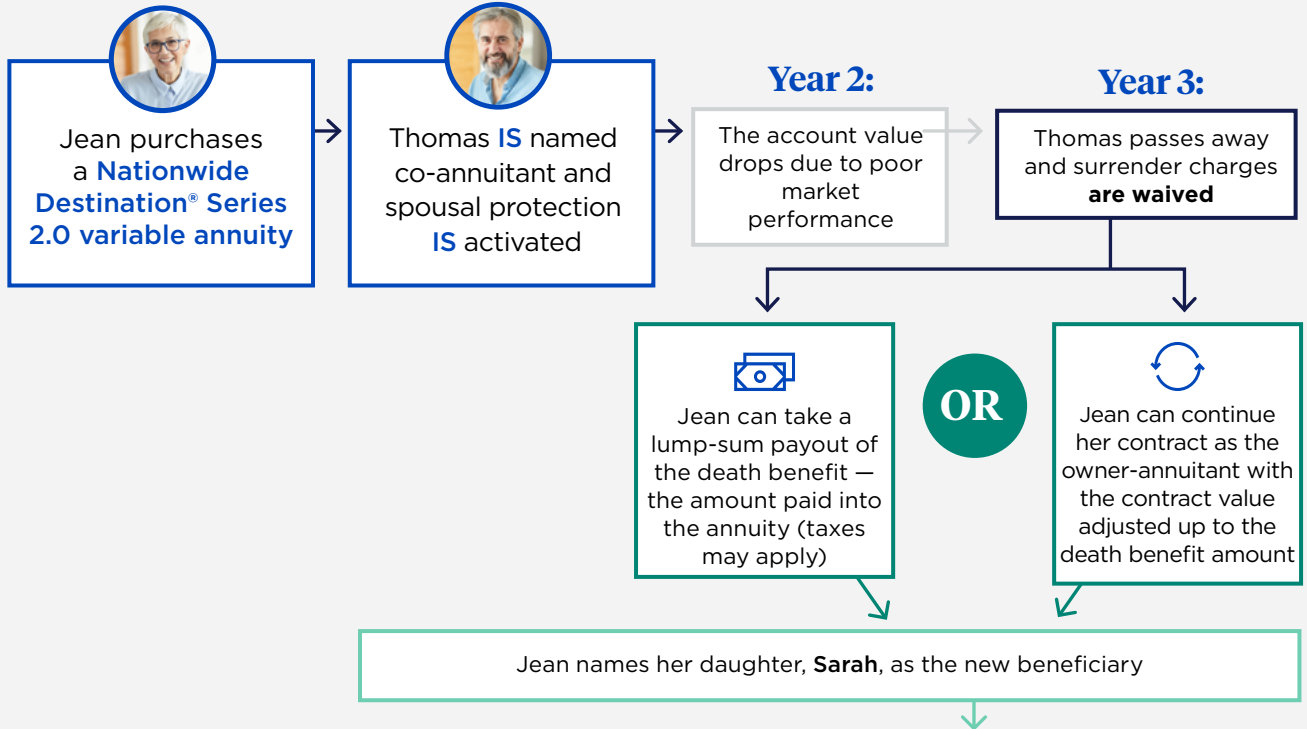 Jean purchases
a Nationwide
Destination® Series
2.0 variable annuity
Thomas IS named
co-annuitant and
spousal protection
IS activated
Year 2:
The account value
drops due to poor
market
performance
Year 3:
Thomas passes away
and surrender charges
are waived
Jean can take a
lump-sum payout of
the death benefit —
the amount paid into
the annuity (taxes
may apply)
OR
Jean can continue
her contract as the
owner-annuitant with
the contract value
adjusted up to the
death benefit amount
Jean names her daughter, Sarah, as the new beneficiary